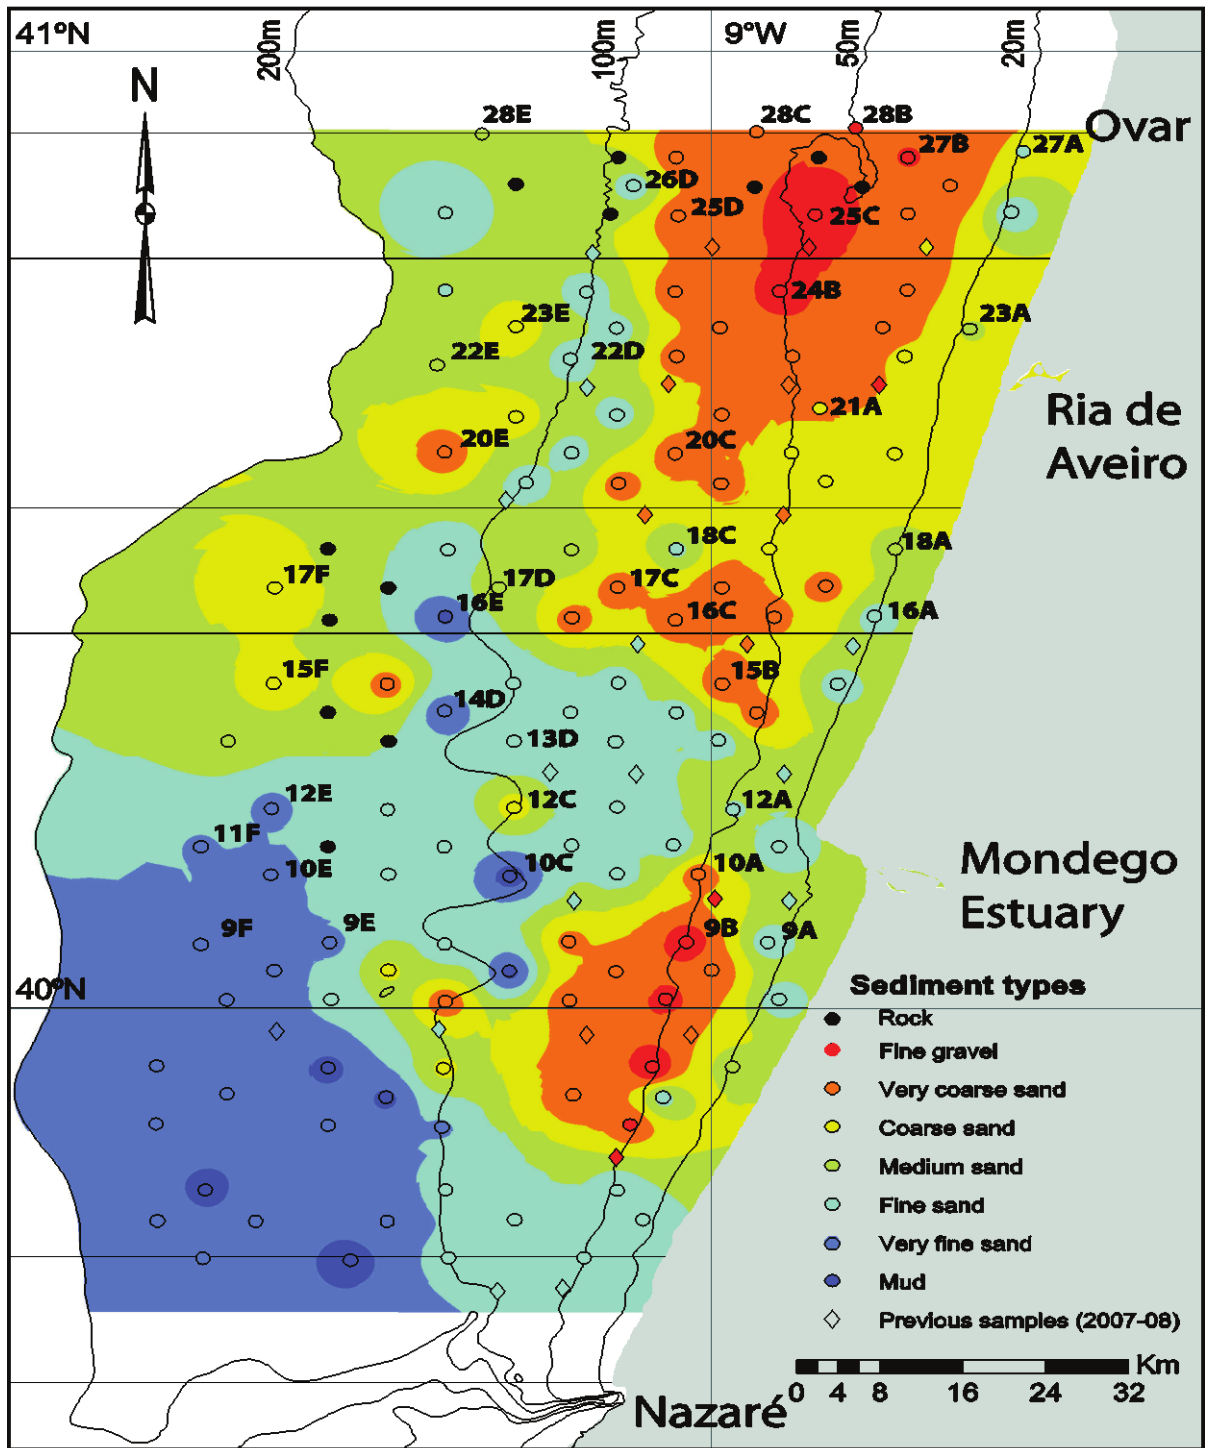 41ºN
200m
100m
9ºW
50m
20m
N
28E
28C
28B
Ovar
27B
27A
26D
25D
25C
24B
23E
23A
22E
22D
21A
Ria de
Aveiro
20E
20C
18C
18A
17F
17D
17C
16E
16C
16A
15F
15B
14D
13D
12E
12C
12A
11F
10E
10C
10A
Mondego
Estuary
9F
9E
9B
9A
40ºN
Sediment types
Rock
Fine gravel
Very coarse sand
Coarse sand
Medium sand
Fine sand
Very fine sand
Mud
Previous samples (2007-08)
Km
0 4 8 16 24 32
Nazaré